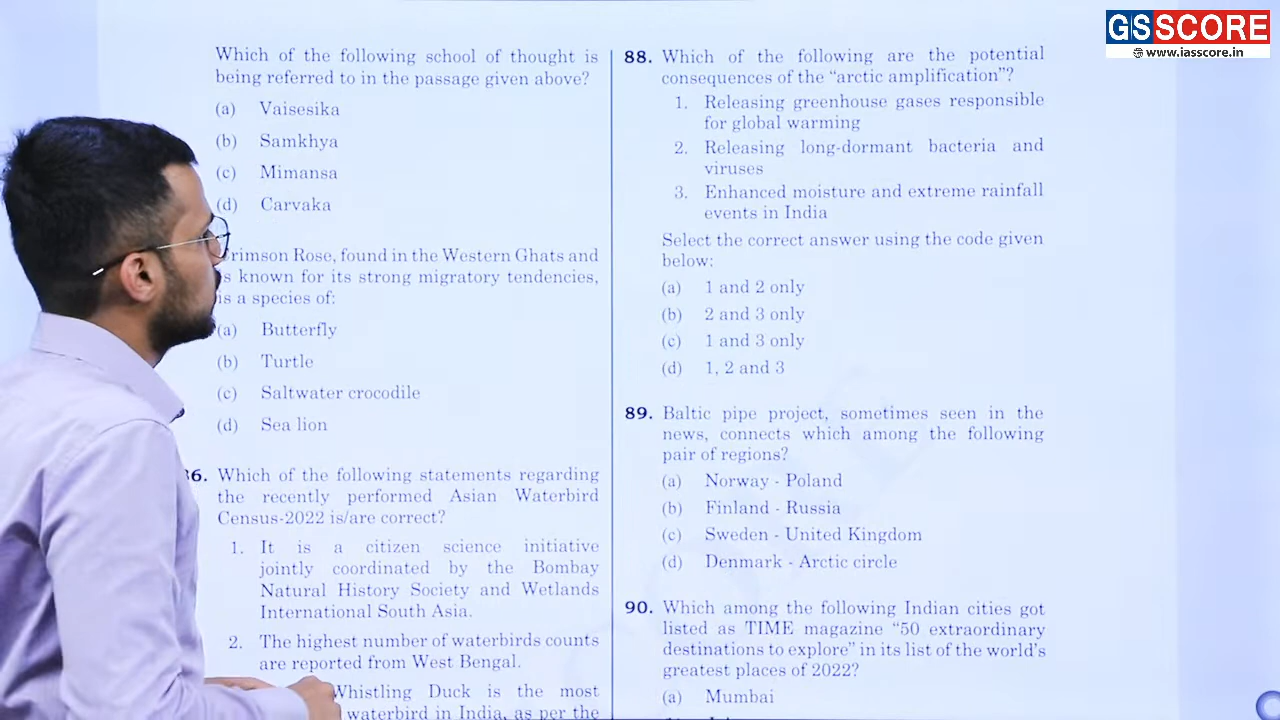 GSSCORE
www.iasscore.in
Which of the following school of thought is
being referred to in the passage given above?
(a) Vaisesika
(b) Samkhya
(c) Mimansa
(d) Carvaka
rimson Rose, found in the Western Ghats and
s known for its strong migratory tendencies,
is a species of:
(a) Butterfly
(b) Turtle
(c) Saltwater crocodile
(d) Sea lion
86. Which of the following statements regarding
the recently performed Asian Waterbird
Census-2022 is/are correct?
1. It is a citizen science initiative
jointly coordinated by the Bombay
Natural History Society and Wetlands
International South Asia.
2. The highest number of waterbirds counts
are reported from West Bengal.
Whistling Duck is the most
waterbird in India, as per the
88. Which of the following are the potential
consequences of the “arctic amplification”?
1. Releasing greenhouse gases responsible
for global warming
2. Releasing long-dormant bacteria and
viruses
3. Enhanced moisture and extreme rainfall
events in India
Select the correct answer using the code given
below:
(a) 1 and 2 only
(b) 2 and 3 only
(c) 1 and 3 only
(d) 1, 2 and 3
89. Baltic pipe project, sometimes seen in the
news, connects which among the following
pair of regions?
(a) Norway - Poland
(b) Finland - Russia
(c) Sweden - United Kingdom
(d) Denmark - Arctic circle
90. Which among the following Indian cities got
listed as TIME magazine “50 extraordinary
destinations to explore” in its list of the world’s
greatest places of 2022?
(a) Mumbai